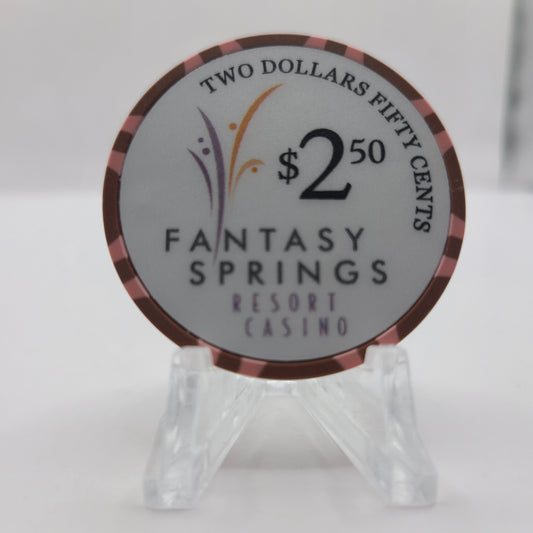 TWO DOLLARS FIFTY CENTS
$2.50
FANTASY
SPRINGS
RESORT
CASINO